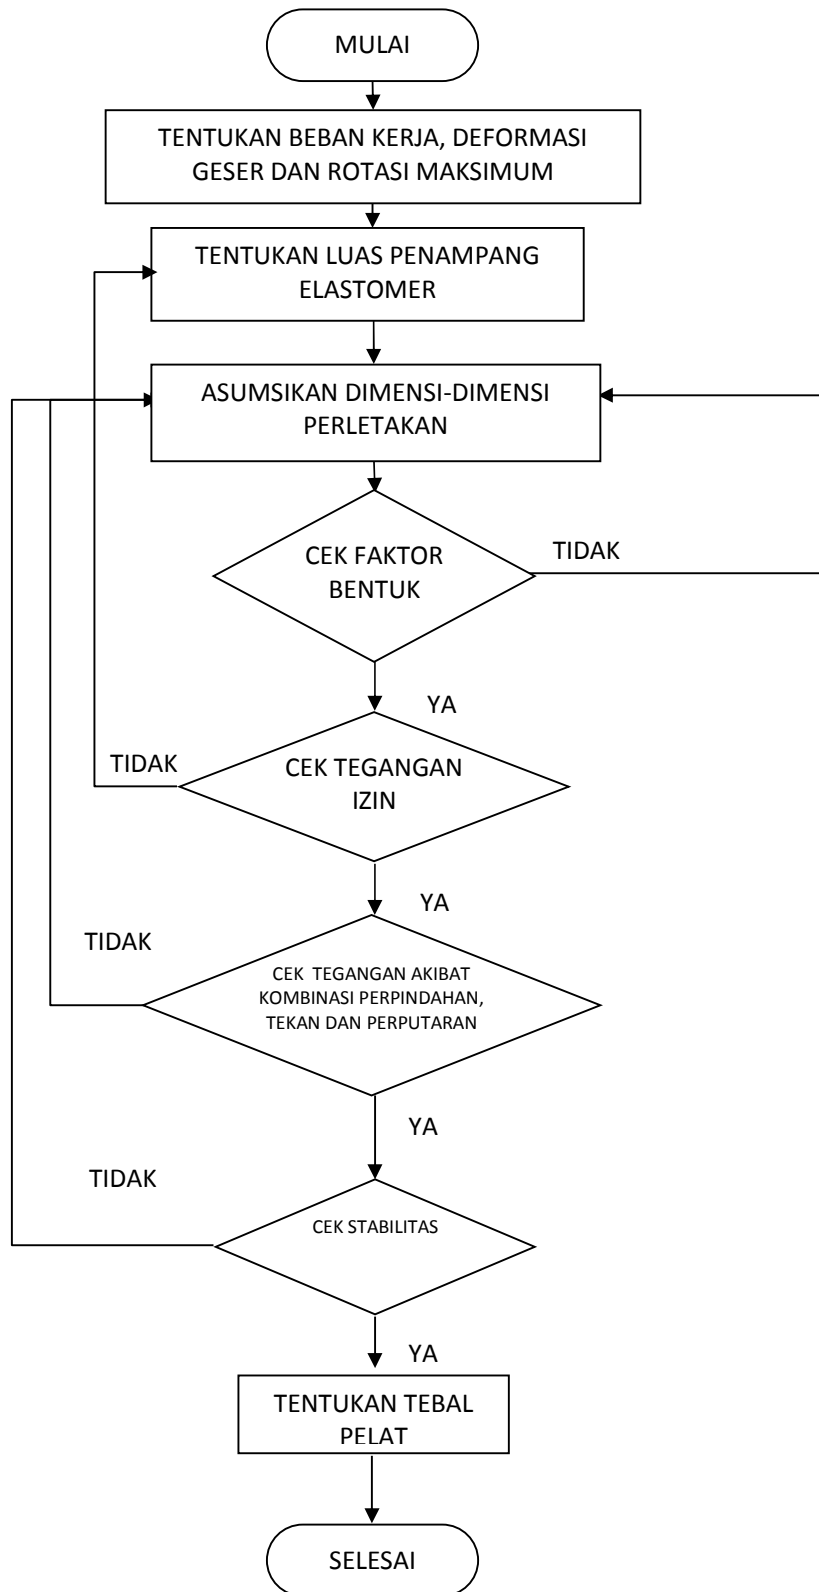 MULAI
TENTUKAN BEBAN KERJA, DEFORMASI
GESER DAN ROTASI MAKSIMUM
TENTUKAN LUAS PENAMPANG
ELASTOMER
ASUMSIKAN DIMENSI-DIMENSI
PERLETAKAN
CEK FAKTOR
BENTUK
TIDAK
YA
CEK TEGANGAN
IZIN
TIDAK
YA
CEK  TEGANGAN AKIBAT
KOMBINASI PERPINDAHAN,
TEKAN DAN PERPUTARAN
TIDAK
YA
CEK STABILITAS
TIDAK
YA
TENTUKAN TEBAL
PELAT
SELESAI